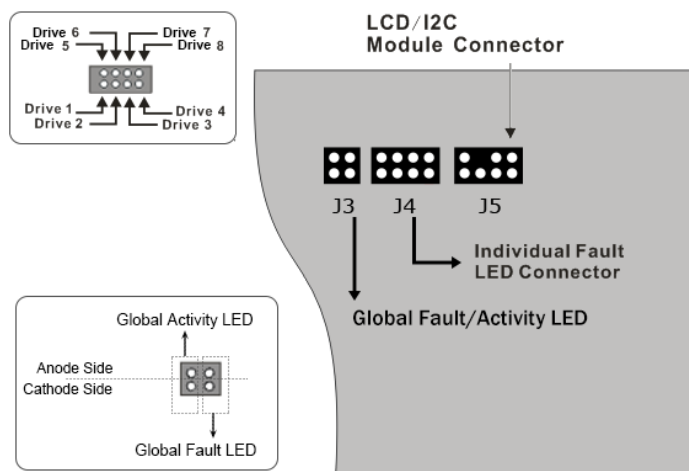 Drive 6
Drive 7
Drive 5
Drive 8
Drive 1
Drive 4
Drive 2
Drive 3
LCD/I2C
Module Connector
J3
J4
J5
Individual Fault
LED Connector
Global Fault/Activity LED
Global Activity LED
Anode Side
Cathode Side
Global Fault LED